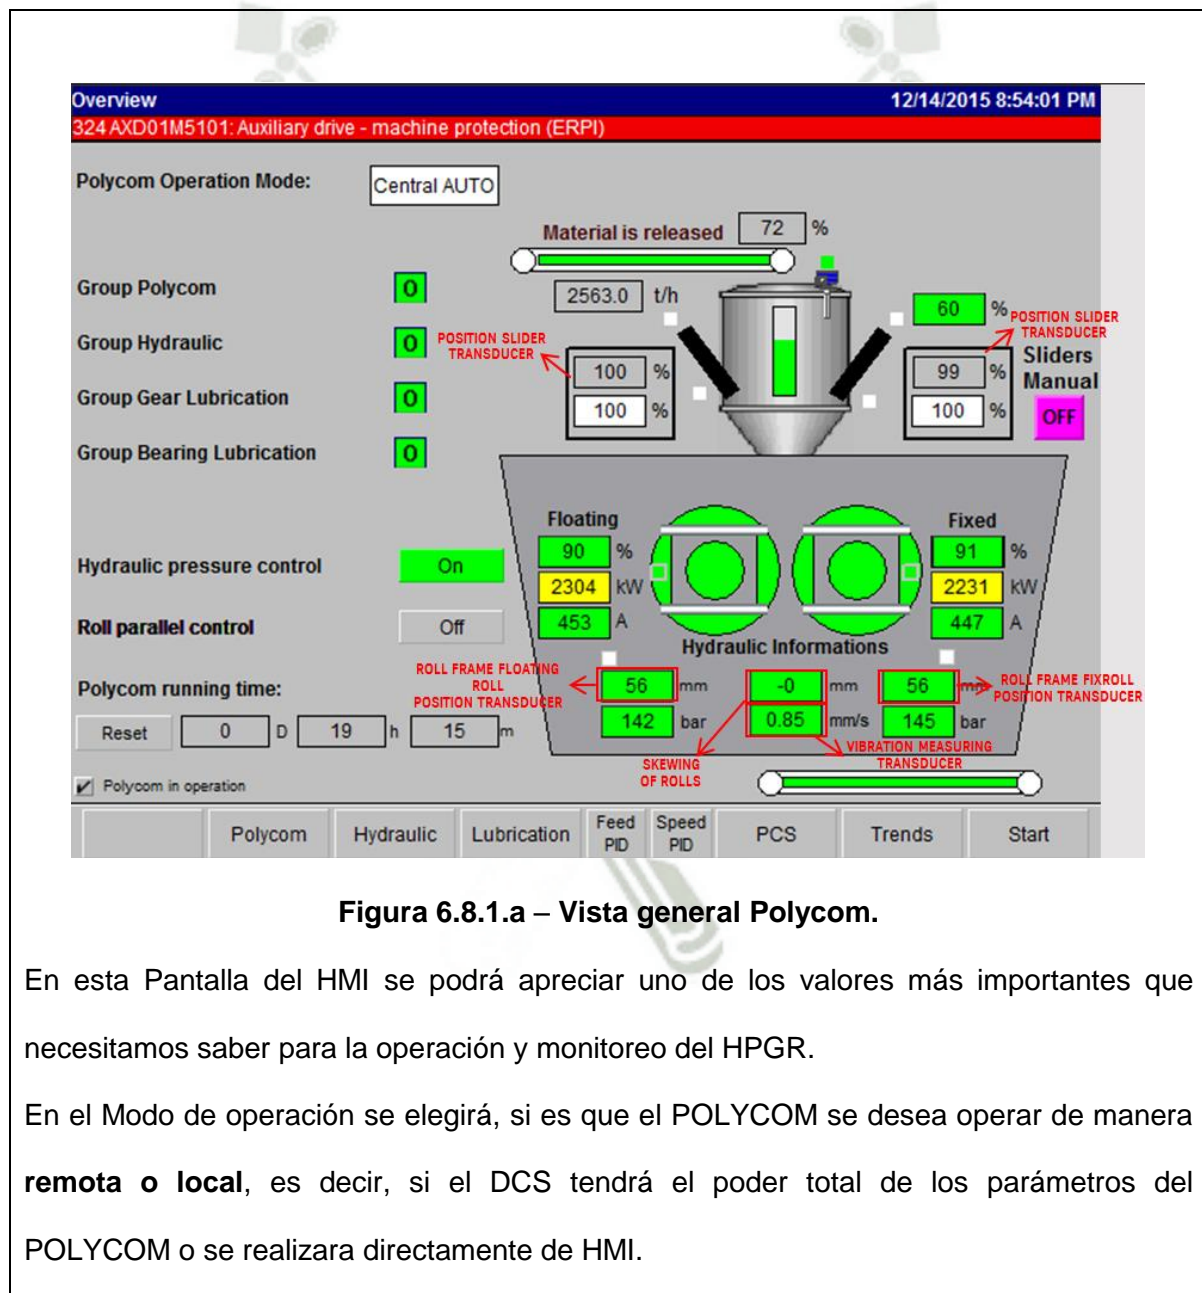 Overview 12/14/2015 8:54:01 PM
324 AXD01M5101: Auxiliary drive - machine protection (ERPI)
Polycom Operation Mode: Central AUTO
Material is released 72 %
Group Polycom O
2563.0 t/h
60 %
POSITION SLIDER
TRANSDUCER
Group Hydraulic O
POSITION SLIDER
TRANSDUCER
Sliders
Manual
OFF
100 %
100 %
99 %
100 %
Group Gear Lubrication O
Group Bearing Lubrication O
Floating
90 %
2304 kW
453 A
Fixed
91 %
2231 kW
447 A
Hydraulic pressure control On
Roll parallel control Off
Hydraulic Informations
ROLL FRAME FLOATING
ROLL
POSITION TRANSDUCER
56 mm
-0 mm
56 mm
ROLL FRAME FIXROLL
POSITION TRANSDUCER
142 bar
0.85 mm/s
145 bar
Polycom running time:
Reset 0 D 19 h 15 m
SKEWING
OF ROLLS
VIBRATION MEASURING
TRANSDUCER
Polycom in operation
Polycom Hydraulic Lubrication Feed PID Speed PID PCS Trends Start
Figura 6.8.1.a – Vista general Polycom.
En esta Pantalla del HMI se podrá apreciar uno de los valores más importantes que
necesitamos saber para la operación y monitoreo del HPGR.
En el Modo de operación se elegirá, si es que el POLYCOM se desea operar de manera
remota o local, es decir, si el DCS tendrá el poder total de los parámetros del
POLYCOM o se realizara directamente de HMI.